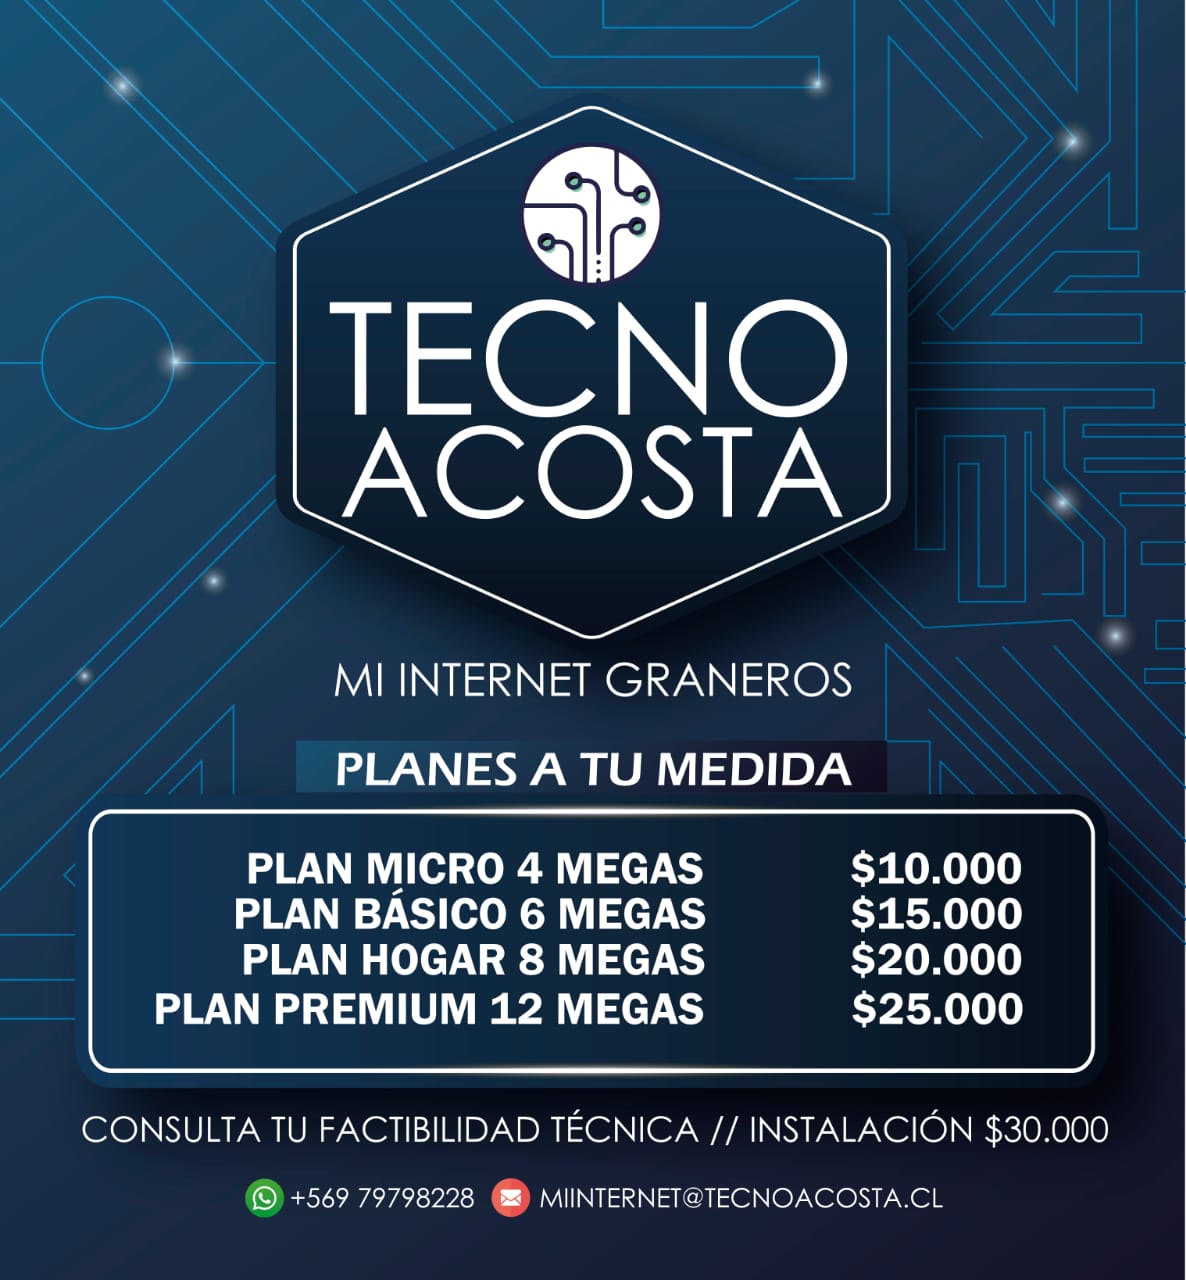 TECNO
ACOSTA
MI INTERNET GRANEROS
PLANES A TU MEDIDA
PLAN MICRO 4 MEGAS $10.000
PLAN BÁSICO 6 MEGAS $15.000
PLAN HOGAR 8 MEGAS $20.000
PLAN PREMIUM 12 MEGAS $25.000
CONSULTA TU FACTIBILIDAD TÉCNICA // INSTALACIÓN $30.000
+569 79798228 MIINTERNET@TECNOACOSTA.CL